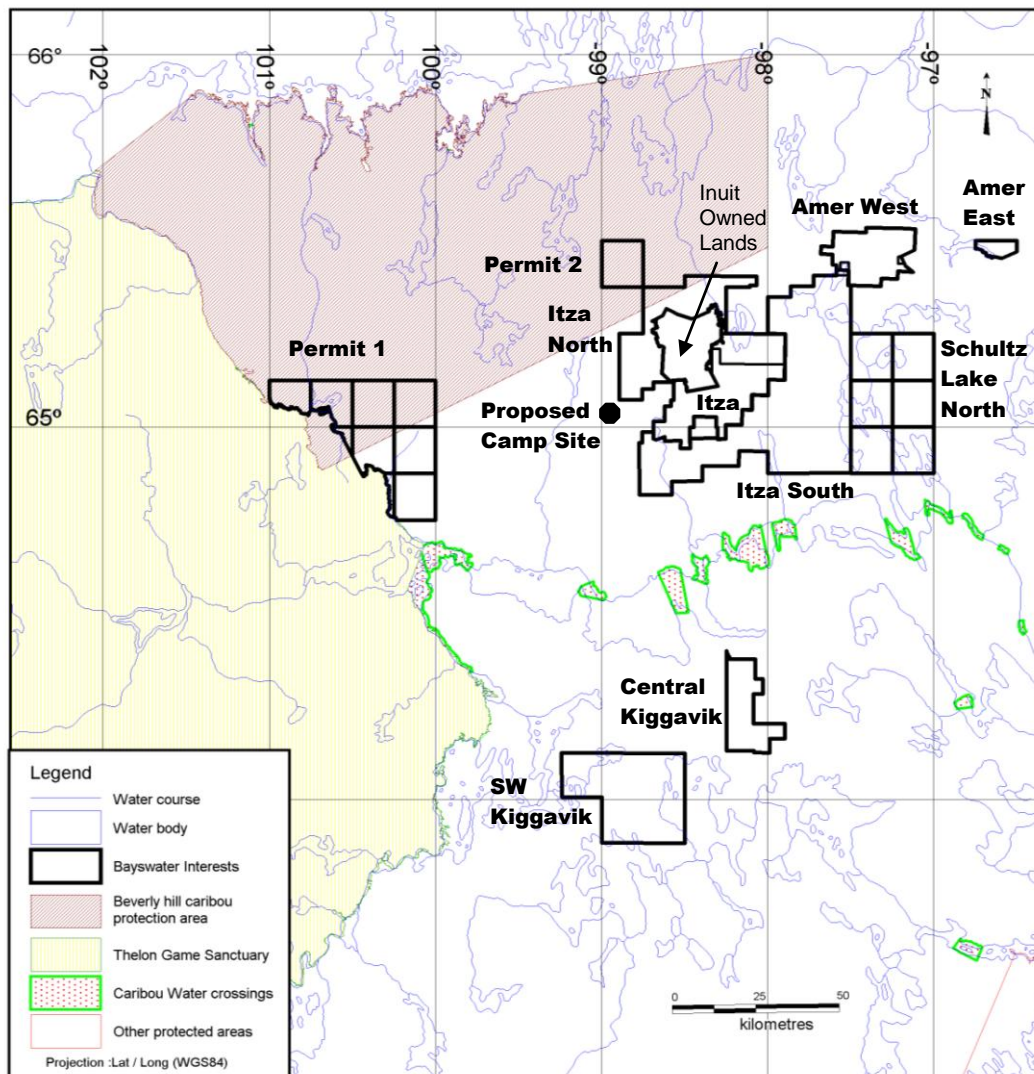 66°
102°
101°
100°
-99°
-98°
-97°
N
Inuit
Owned
Lands
Amer West
Amer
East
Permit 2
Itza
North
Permit 1
Schultz
Lake
North
65°
Proposed
Camp Site
Itza
Itza South
Central
Kiggavik
SW
Kiggavik
Legend
Water course
Water body
Bayswater Interests
Beverly hill caribou
protection area
Thelon Game Sanctuary
Caribou Water crossings
Other protected areas
Projection :Lat / Long (WGS84)
0 25 50
kilometres